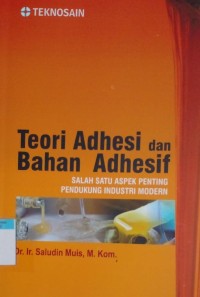 TEKNOSAIN
Teori Adhesi dan
Bahan Adhesif
SALAH SATU ASPEK PENTING
PENDUKUNG INDUSTRI MODERN
Dr. Ir. Saludin Muis, M. Kom.